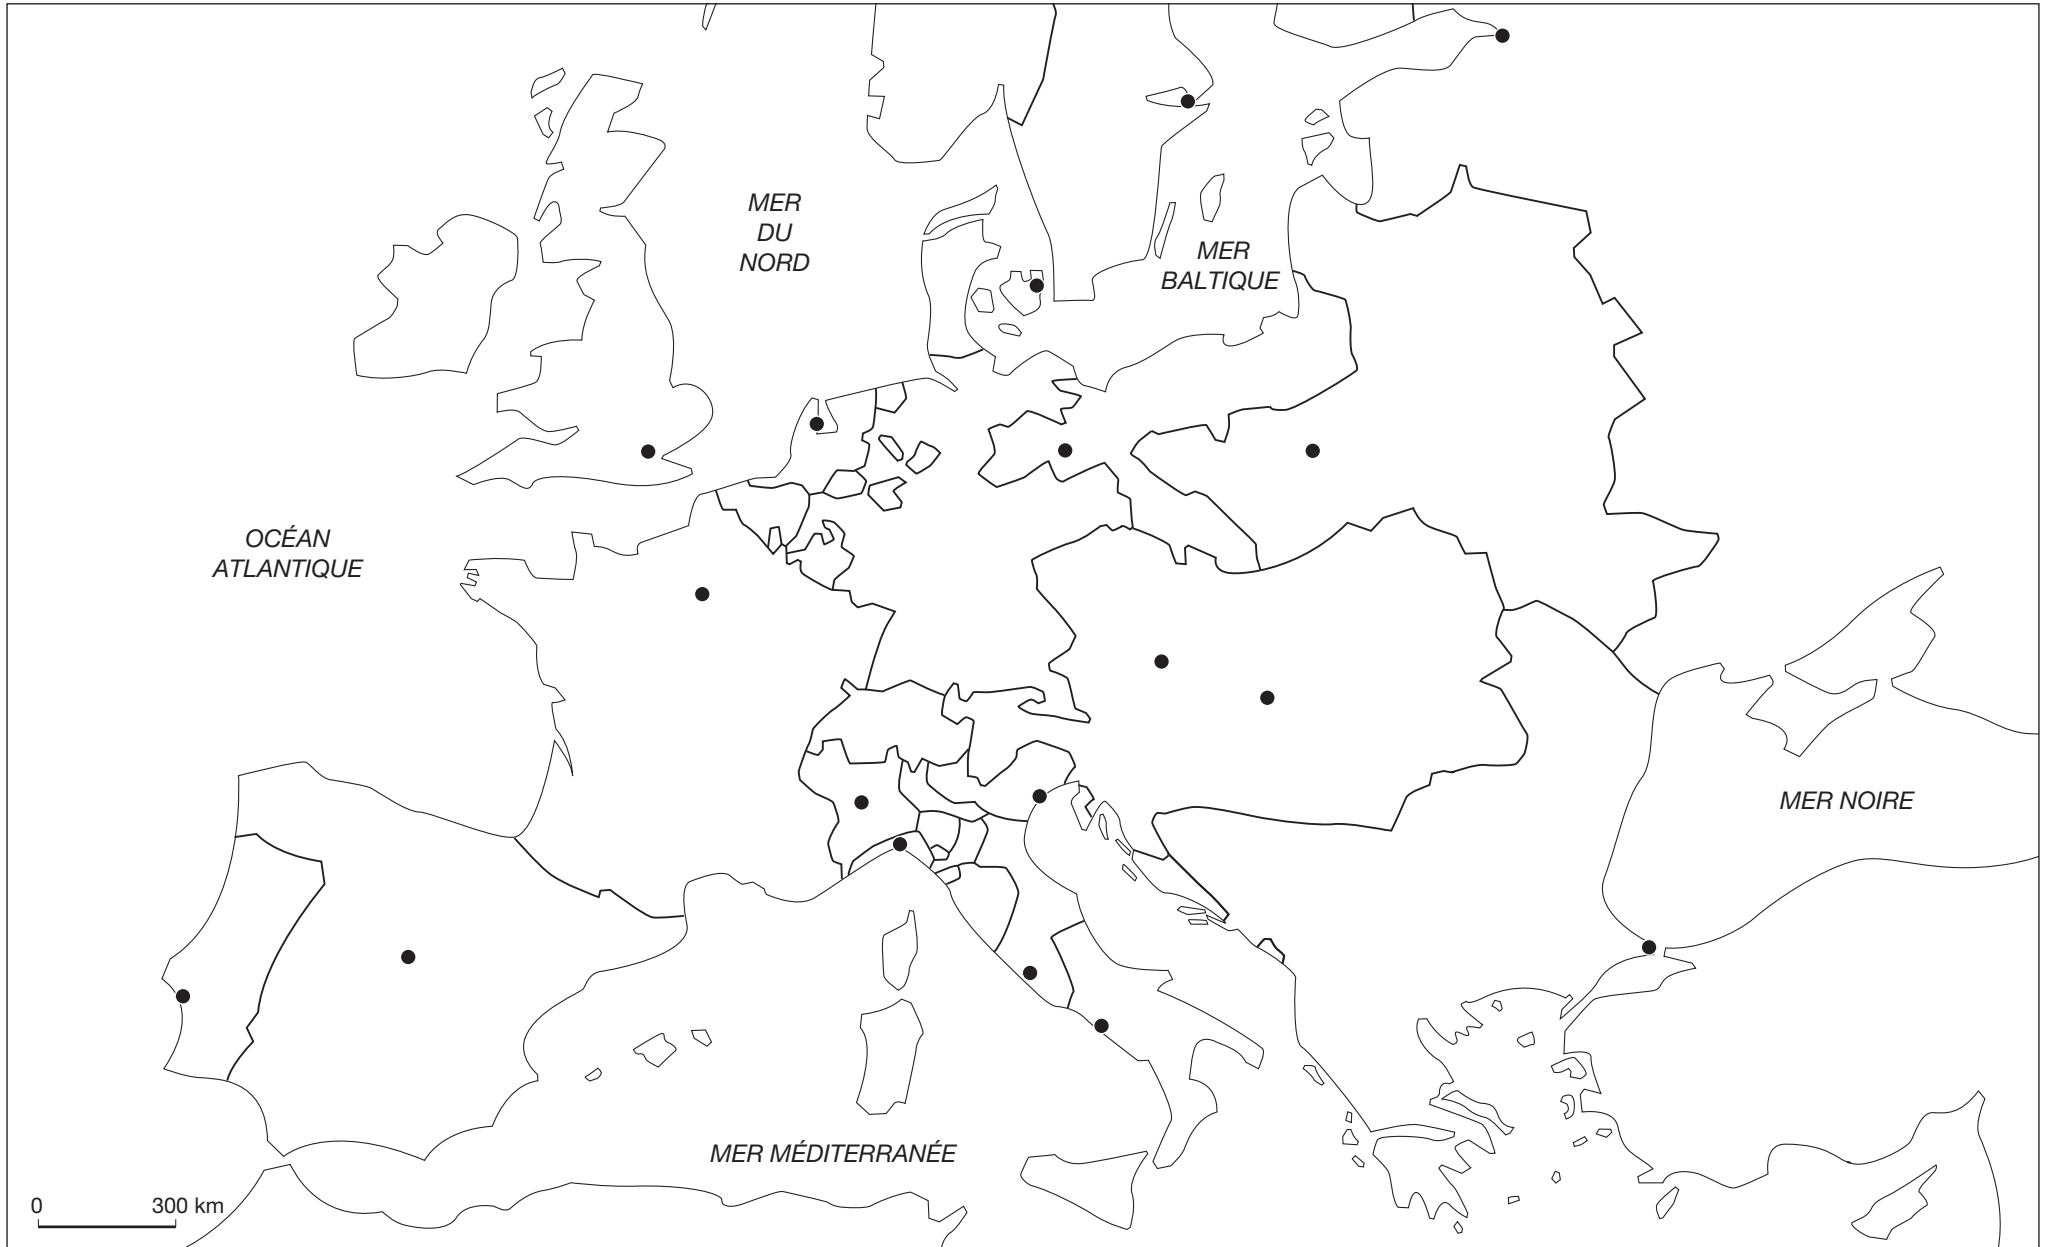 MER
DU
NORD
MER
BALTIQUE
OCÉAN
ATLANTIQUE
MER NOIRE
MER MÉDITERRANÉE
0 300 km